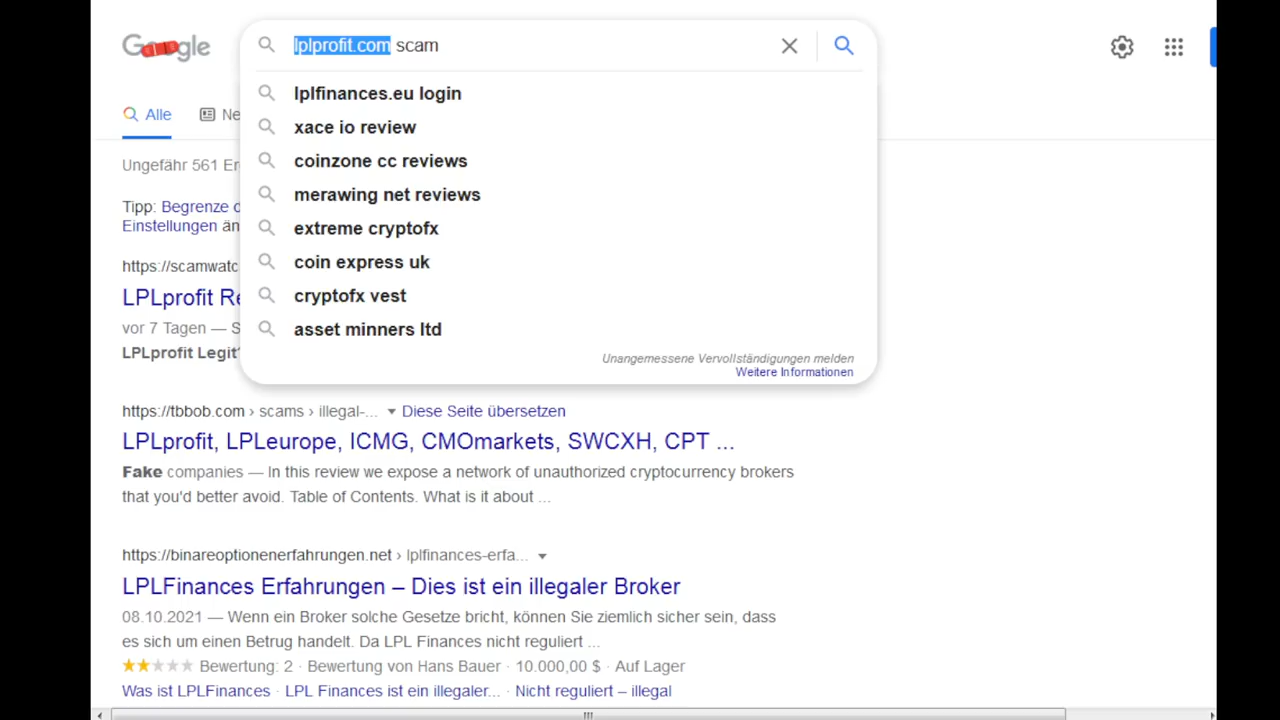 Google
lplprofit.com scam
lplfinances.eu login
xace io review
coinzone cc reviews
merawing net reviews
extreme cryptofx
coin express uk
cryptofx vest
asset minners ltd
Unangemessene Vervollständigungen melden
Weitere Informationen
Alle Ne
Ungefähr 561 Er
Tipp: Begrenze
Einstellungen än
https://scamwatc
LPLprofit Re
vor 7 Tagen — S
LPLprofit Legit?
https://tbbob.com › scams › illegal-... Diese Seite übersetzen
LPLprofit, LPLeurope, ICMG, CMOmarkets, SWCXH, CPT ...
Fake companies — In this review we expose a network of unauthorized cryptocurrency brokers
that you'd better avoid. Table of Contents. What is it about ...
https://binareoptionenerfahrungen.net › lplfinances-erfa...
LPLFinances Erfahrungen – Dies ist ein illegaler Broker
08.10.2021 — Wenn ein Broker solche Gesetze bricht, können Sie ziemlich sicher sein, dass
es sich um einen Betrug handelt. Da LPL Finances nicht reguliert ...
Bewertung: 2 · Bewertung von Hans Bauer · 10.000,00 $ · Auf Lager
Was ist LPLFinances · LPL Finances ist ein illegaler... · Nicht reguliert – illegal